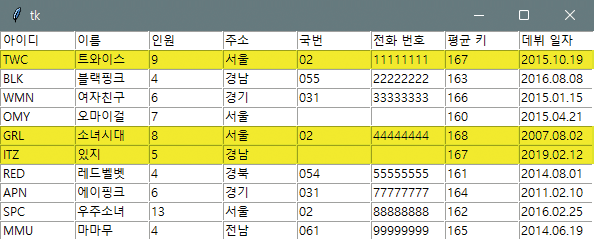 tk
아이디 이름 인원 주소 국번 전화 번호 평균 키 데뷔 일자
TWC 트와이스 9 서울 02 11111111 167 2015.10.19
BLK 블랙핑크 4 경남 055 22222222 163 2016.08.08
WMN 여자친구 6 경기 031 33333333 166 2015.01.15
OMY 오마이걸 7 서울 160 2015.04.21
GRL 소녀시대 8 서울 02 44444444 168 2007.08.02
ITZ 있지 5 경남 167 2019.02.12
RED 레드벨벳 4 경북 054 55555555 161 2014.08.01
APN 에이핑크 6 경기 031 77777777 164 2011.02.10
SPC 우주소녀 13 서울 02 88888888 162 2016.02.25
MMU 마마무 4 전남 061 99999999 165 2014.06.19